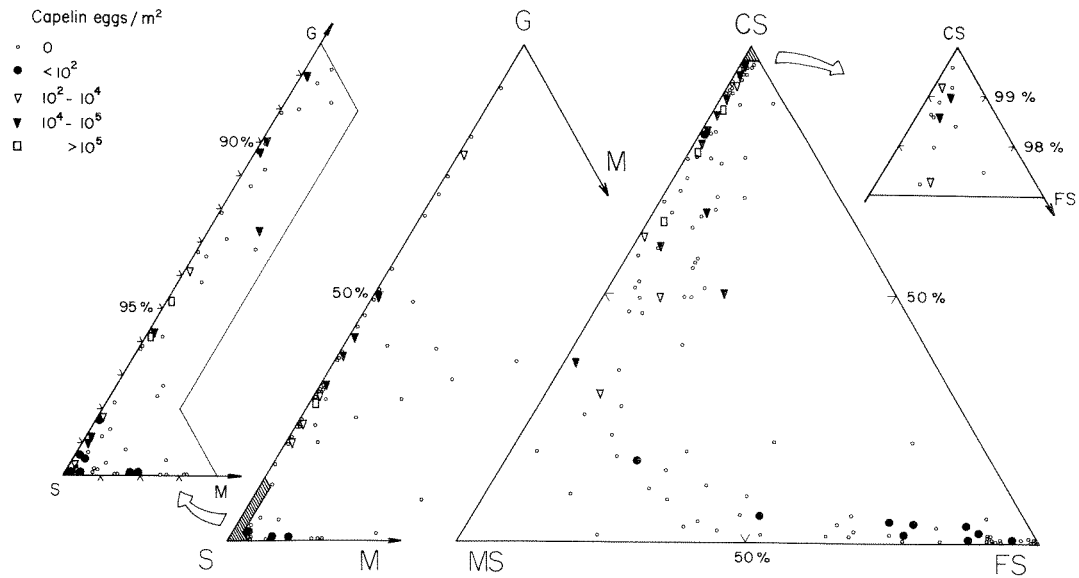 Capelin eggs/m²
0
<10²
10² - 10⁴
10⁴ - 10⁵
>10⁵
G
90%
95%
S
M
G
M
50%
S
M
CS
50%
MS
50%
FS
CS
99%
98%
FS